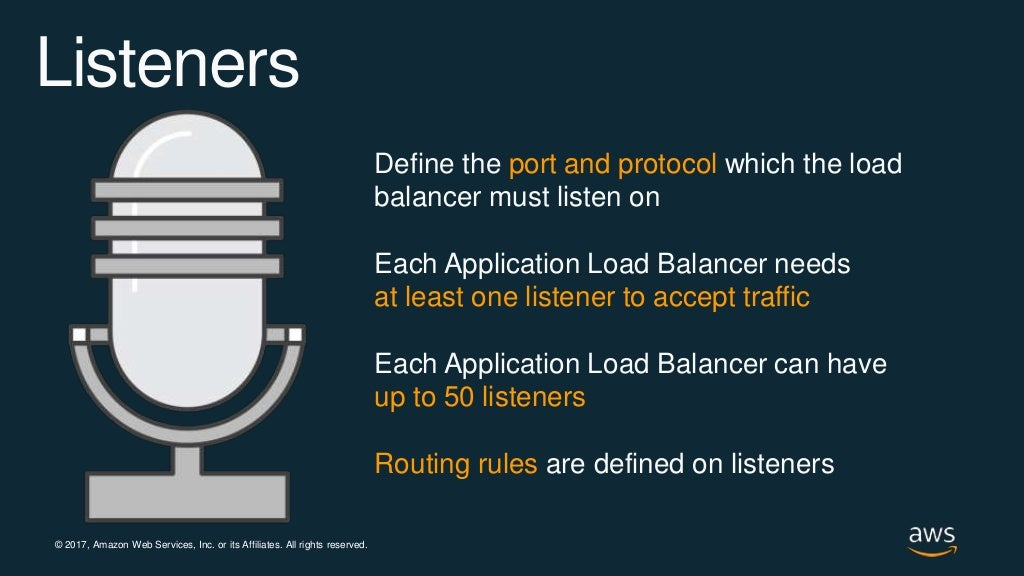 Listeners
Define the port and protocol which the load
balancer must listen on
Each Application Load Balancer needs
at least one listener to accept traffic
Each Application Load Balancer can have
up to 50 listeners
Routing rules are defined on listeners
© 2017, Amazon Web Services, Inc. or its Affiliates. All rights reserved.
aws